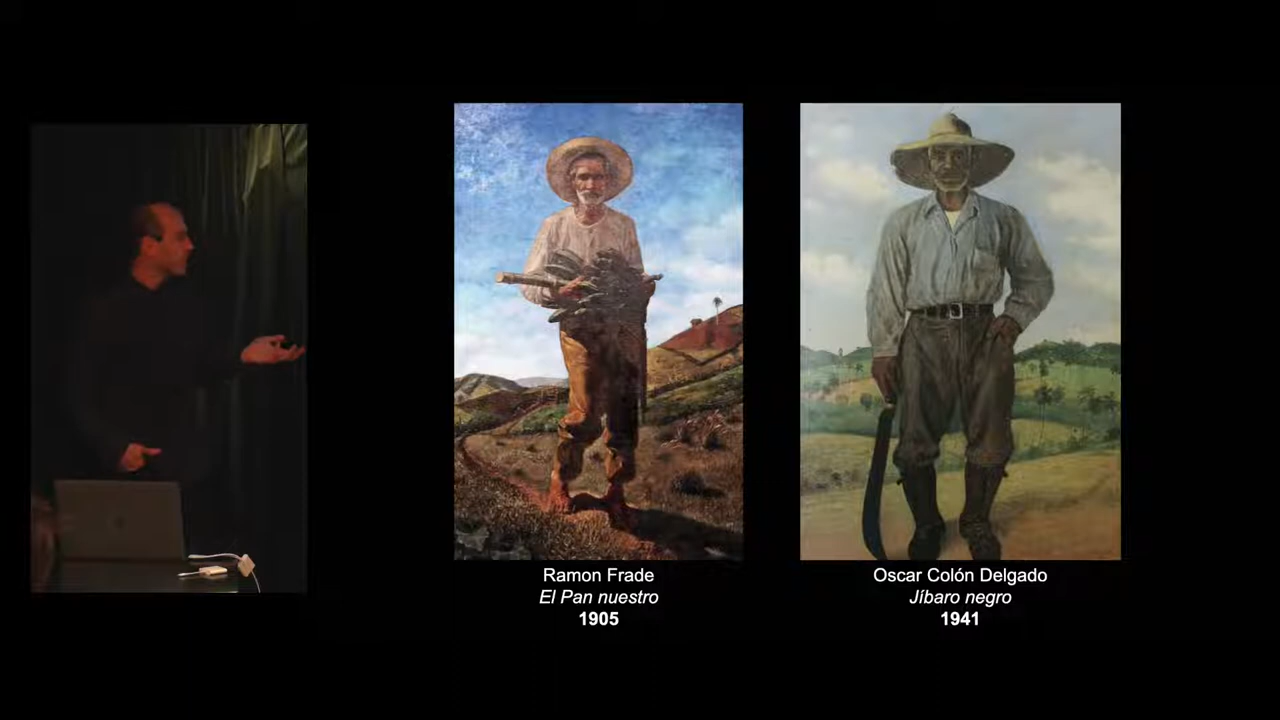 Ramon Frade
El Pan nuestro
1905
Oscar Colón Delgado
Jíbaro negro
1941